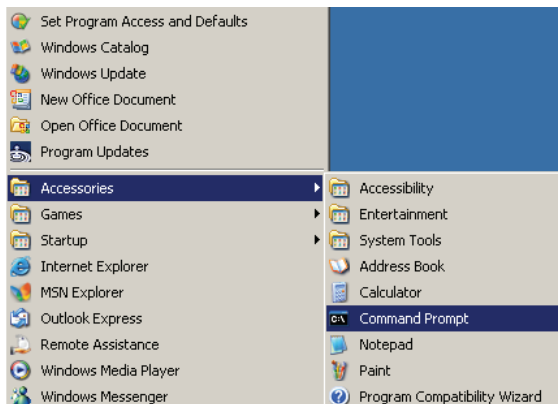 Set Program Access and Defaults
Windows Catalog
Windows Update
New Office Document
Open Office Document
Program Updates
Accessories
Games
Startup
Internet Explorer
MSN Explorer
Outlook Express
Remote Assistance
Windows Media Player
Windows Messenger
Accessibility
Entertainment
System Tools
Address Book
Calculator
C:\
Command Prompt
Notepad
Paint
Program Compatibility Wizard